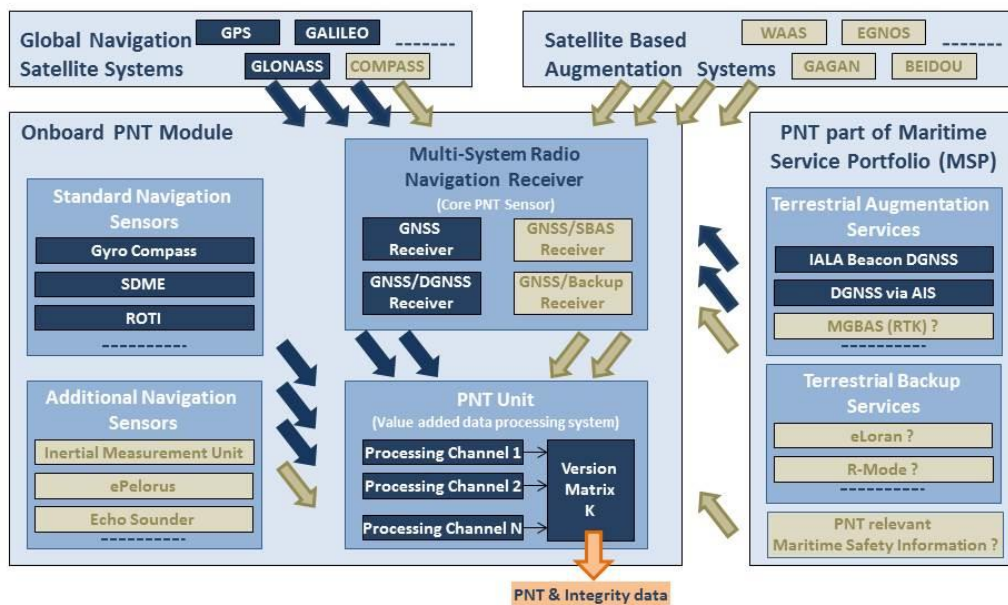 Global Navigation
Satellite Systems
GPS
GALILEO
GLONASS
COMPASS
Satellite Based
Augmentation Systems
WAAS
EGNOS
GAGAN
BEIDOU
Onboard PNT Module
Standard Navigation
Sensors
Gyro Compass
SDME
ROTI
Additional Navigation
Sensors
Inertial Measurement Unit
ePelorus
Echo Sounder
Multi-System Radio
Navigation Receiver
(Core PNT Sensor)
GNSS
Receiver
GNSS/SBAS
Receiver
GNSS/DGNSS
Receiver
GNSS/Backup
Receiver
PNT Unit
(Value added data processing system)
Processing Channel 1
Processing Channel 2
Processing Channel N
Version
Matrix
K
PNT & Integrity data
PNT part of Maritime
Service Portfolio (MSP)
Terrestrial Augmentation
Services
IALA Beacon DGNSS
DGNSS via AIS
MGBAS (RTK) ?
Terrestrial Backup
Services
eLoran ?
R-Mode ?
PNT relevant
Maritime Safety Information ?